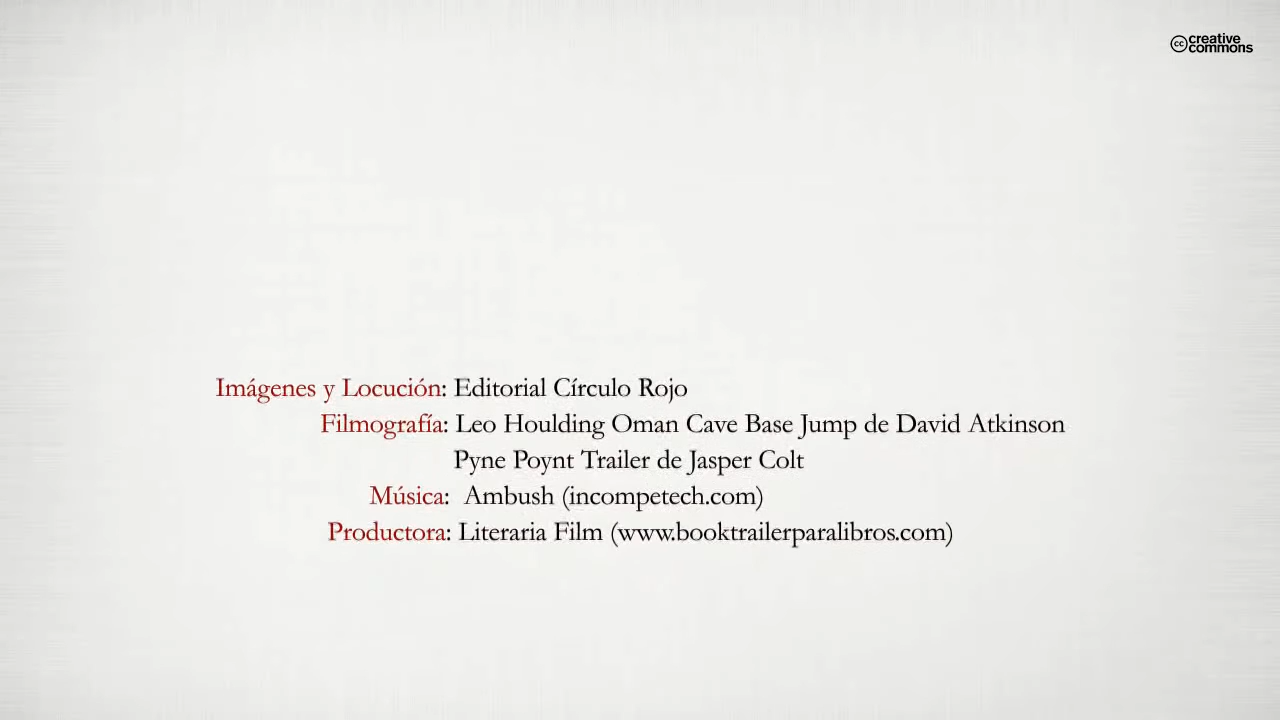 creative
commons
Imágenes y Locución: Editorial Círculo Rojo
Filmografía: Leo Houlding Oman Cave Base Jump de David Atkinson
Pyne Poynt Trailer de Jasper Colt
Música: Ambush (incompetech.com)
Productora: Literaria Film (www.booktrailerparalibros.com)